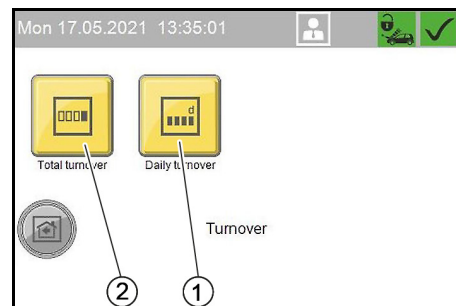 Mon 17.05.2021 13:35:01
d
Total turnover Daily turnover
Turnover
2 1